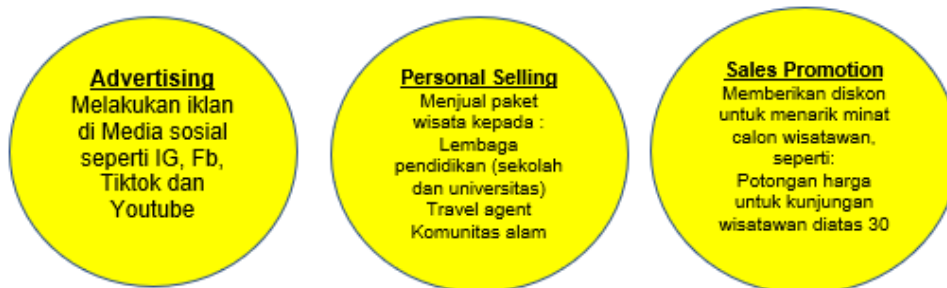 Advertising
Melakukan iklan
di Media sosial
seperti IG, Fb,
Tiktok dan
Youtube
Personal Selling
Menjual paket
wisata kepada :
Lembaga
pendidikan (sekolah
dan universitas)
Travel agent
Komunitas alam
Sales Promotion
Memberikan diskon
untuk menarik minat
calon wisatawan,
seperti:
Potongan harga
untuk kunjungan
wisatawan diatas 30